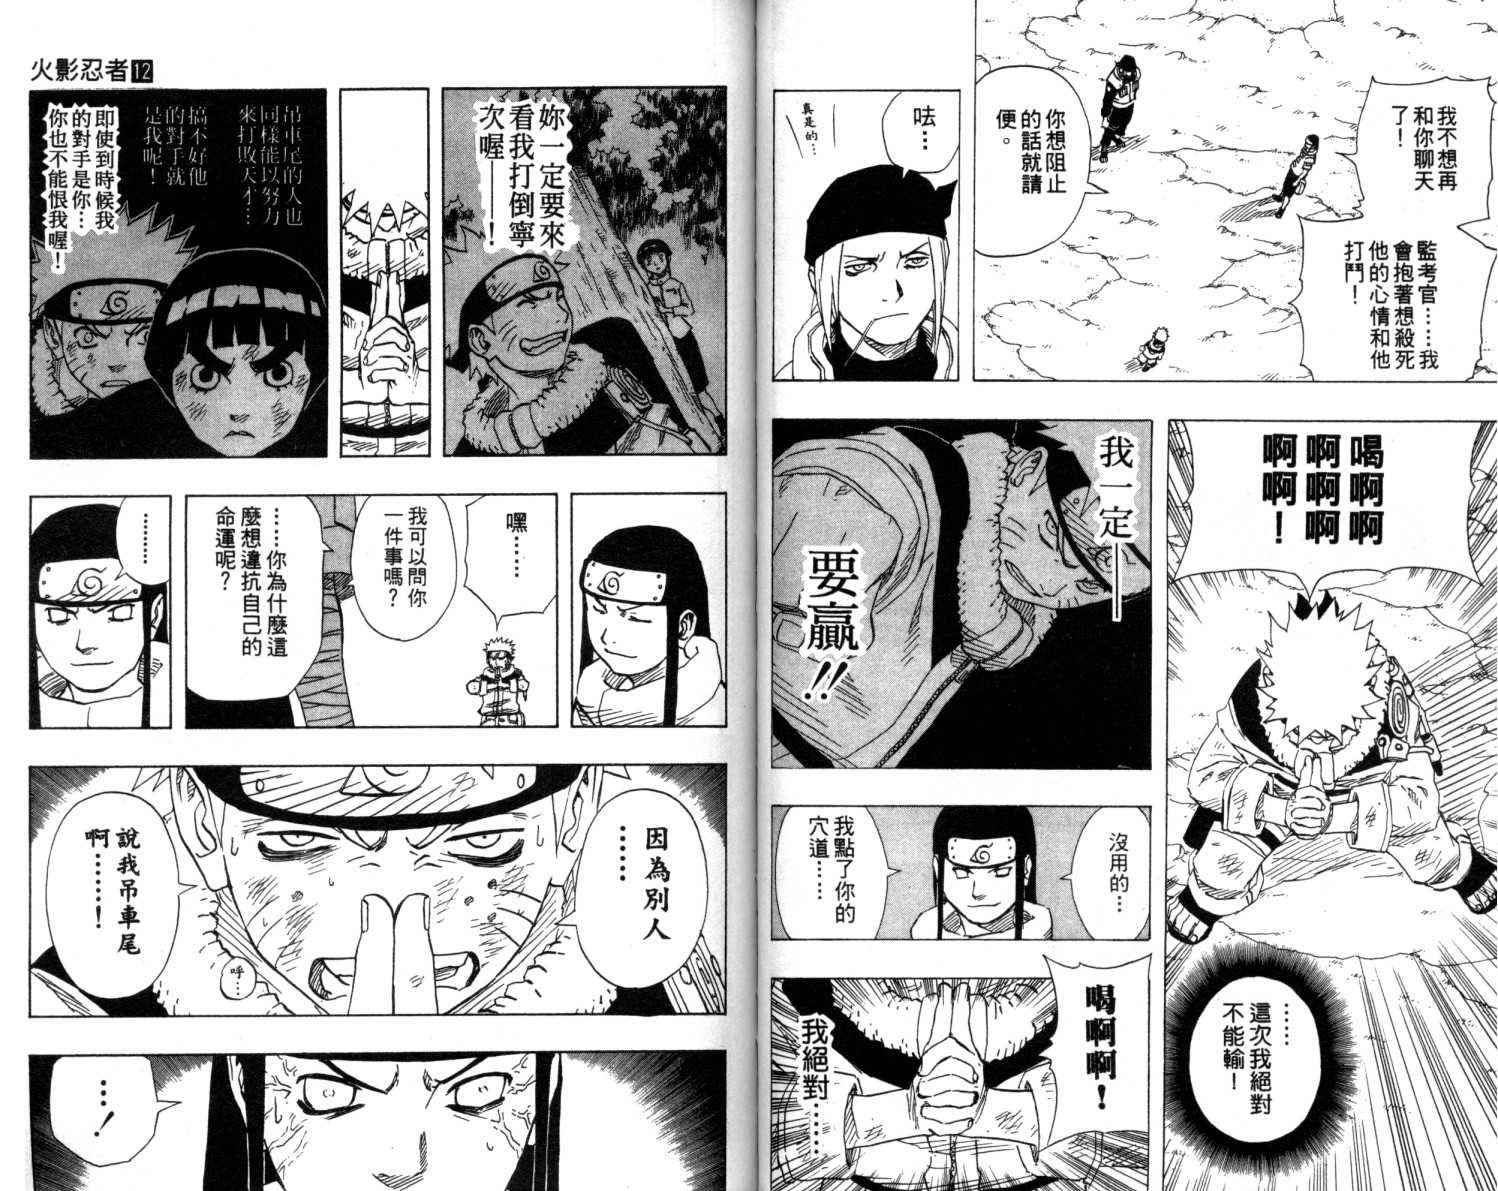 我不想再
和你聊天
了！
監考官……我
會抱著想殺死
他的心情和他
打鬥！
你想阻止
的話就請
便。
呿…
真是的…
喝啊啊
啊啊啊
啊啊！
……
這次我絕對
不能輸！
我一定——
要贏!!
沒用的…
我點了你的
穴道……
喝啊啊！
我絕對……
火影忍者12
妳一定要來
看我打倒寧
次喔——！
吊車尾的人也
同樣能以努力
來打敗天才…
搞不好他
的對手就
是我呢！
即使到時候我
的對手是你…
你也不能恨我喔！
嘿……
我可以問你
一件事嗎？
……你為什麼這
麼想違抗自己的
命運呢？
………
因為別人
……
說我吊車尾
啊……！
呼…
…！